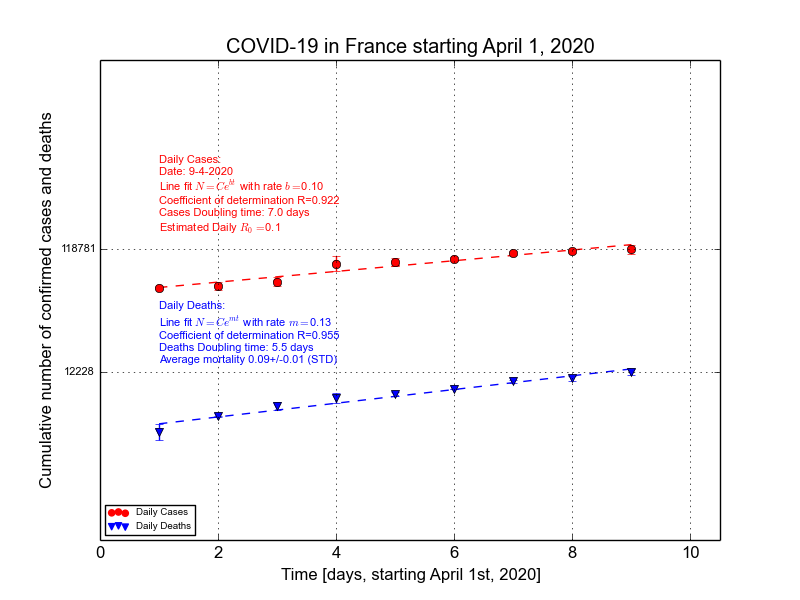 COVID-19 in France starting April 1, 2020
Cumulative number of confirmed cases and deaths
Daily Cases:
Date: 9-4-2020
Line fit N=Ce^{bt} with rate b=0.10
Coefficient of determination R=0.922
Cases Doubling time: 7.0 days
Estimated Daily R_0=0.1
118781
Daily Deaths:
Line fit N=Ce^{mt} with rate m=0.13
Coefficient of determination R=0.955
Deaths Doubling time: 5.5 days
Average mortality 0.09+/-0.01 (STD)
12228
Daily Cases
Daily Deaths
0 2 4 6 8 10
Time [days, starting April 1st, 2020]